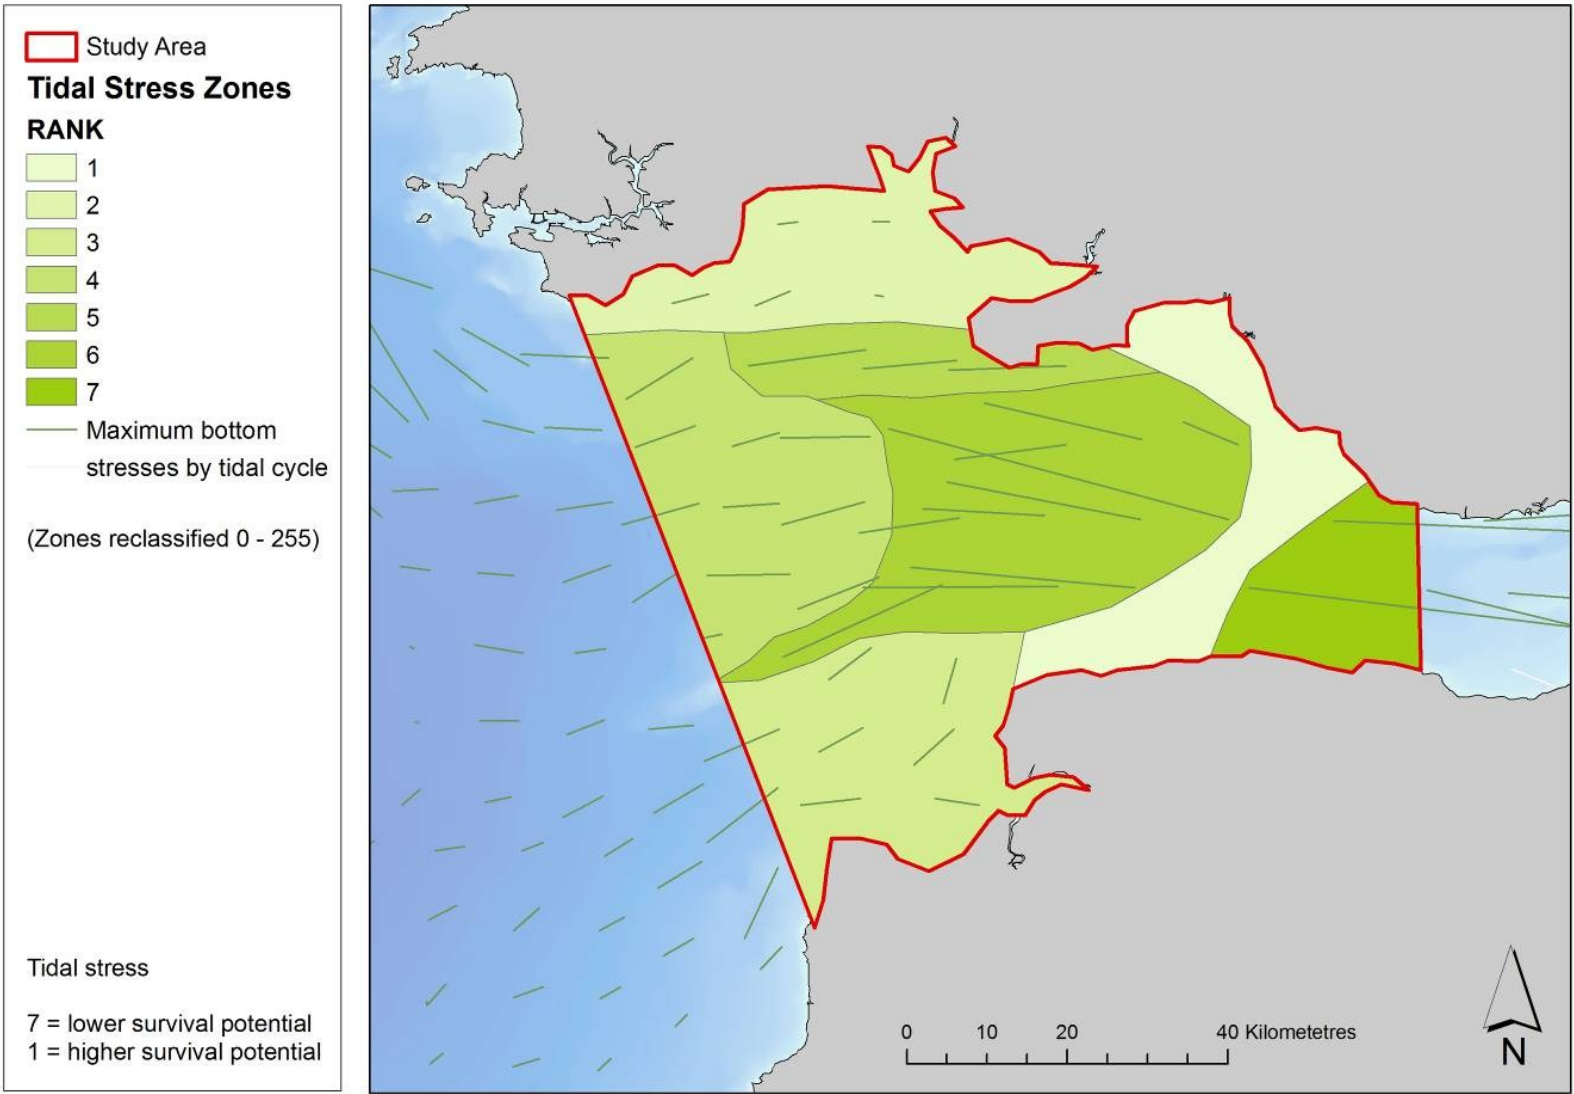 Study Area
Tidal Stress Zones
RANK
1
2
3
4
5
6
7
Maximum bottom
stresses by tidal cycle
(Zones reclassified 0 - 255)
Tidal stress
7 = lower survival potential
1 = higher survival potential
0 10 20 40 Kilometetres
N